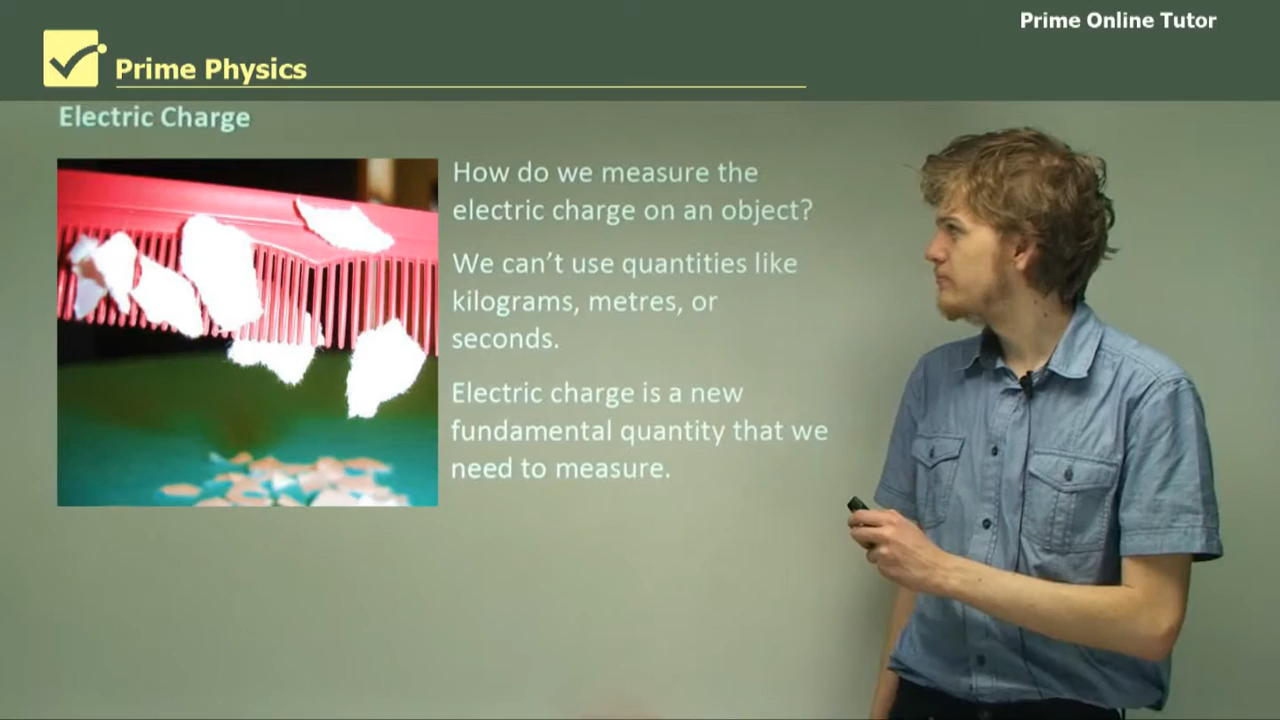 Prime Online Tutor
Prime Physics
Electric Charge
How do we measure the
electric charge on an object?
We can’t use quantities like
kilograms, metres, or
seconds.
Electric charge is a new
fundamental quantity that we
need to measure.